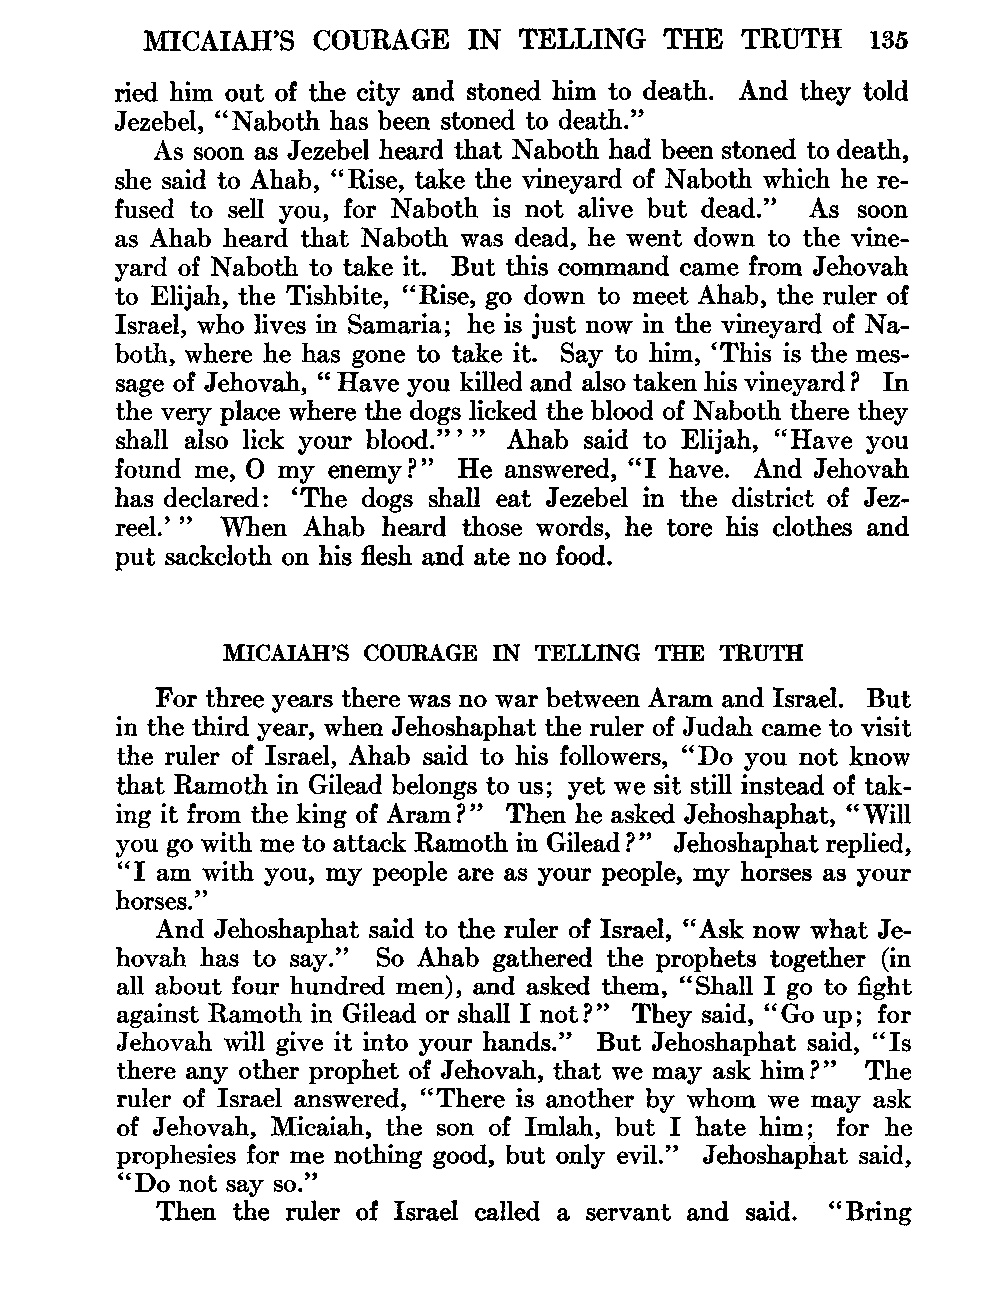 MICAIAH'S COURAGE IN TELLING THE TRUTH 135
ried him out of the city and stoned him to death. And they told
Jezebel, “Naboth has been stoned to death.”
As soon as Jezebel heard that Naboth had been stoned to death,
she said to Ahab, “Rise, take the vineyard of Naboth which he re-
fused to sell you, for Naboth is not alive but dead.” As soon
as Ahab heard that Naboth was dead, he went down to the vine-
yard of Naboth to take it. But this command came from Jehovah
to Elijah, the Tishbite, “Rise, go down to meet Ahab, the ruler of
Israel, who lives in Samaria; he is just now in the vineyard of Na-
both, where he has gone to take it. Say to him, ‘This is the mes-
sage of Jehovah, “Have you killed and also taken his vineyard? In
the very place where the dogs licked the blood of Naboth there they
shall also lick your blood.”’” Ahab said to Elijah, “Have you
found me, O my enemy?” He answered, “I have. And Jehovah
has declared: ‘The dogs shall eat Jezebel in the district of Jez-
reel.’” When Ahab heard those words, he tore his clothes and
put sackcloth on his flesh and ate no food.
MICAIAH'S COURAGE IN TELLING THE TRUTH
For three years there was no war between Aram and Israel. But
in the third year, when Jehoshaphat the ruler of Judah came to visit
the ruler of Israel, Ahab said to his followers, “Do you not know
that Ramoth in Gilead belongs to us; yet we sit still instead of tak-
ing it from the king of Aram?” Then he asked Jehoshaphat, “Will
you go with me to attack Ramoth in Gilead?” Jehoshaphat replied,
“I am with you, my people are as your people, my horses as your
horses.”
And Jehoshaphat said to the ruler of Israel, “Ask now what Je-
hovah has to say.” So Ahab gathered the prophets together (in
all about four hundred men), and asked them, “Shall I go to fight
against Ramoth in Gilead or shall I not?” They said, “Go up; for
Jehovah will give it into your hands.” But Jehoshaphat said, “Is
there any other prophet of Jehovah, that we may ask him?” The
ruler of Israel answered, “There is another by whom we may ask
of Jehovah, Micaiah, the son of Imlah, but I hate him; for he
prophesies for me nothing good, but only evil.” Jehoshaphat said,
“Do not say so.”
Then the ruler of Israel called a servant and said. “Bring